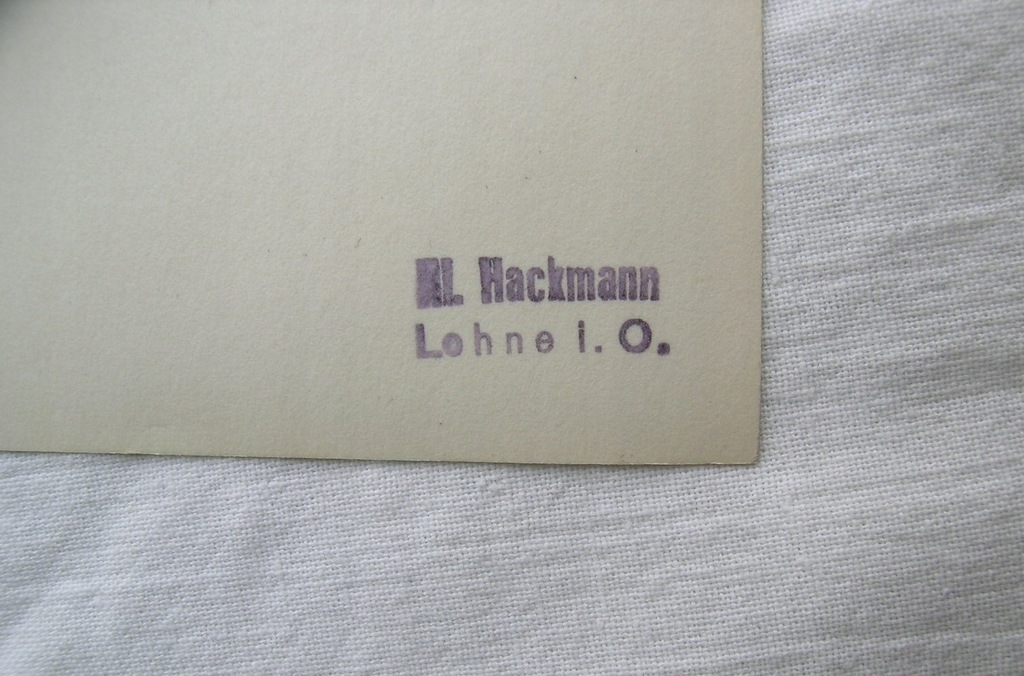 H. Hackmann
Lohne i. O.